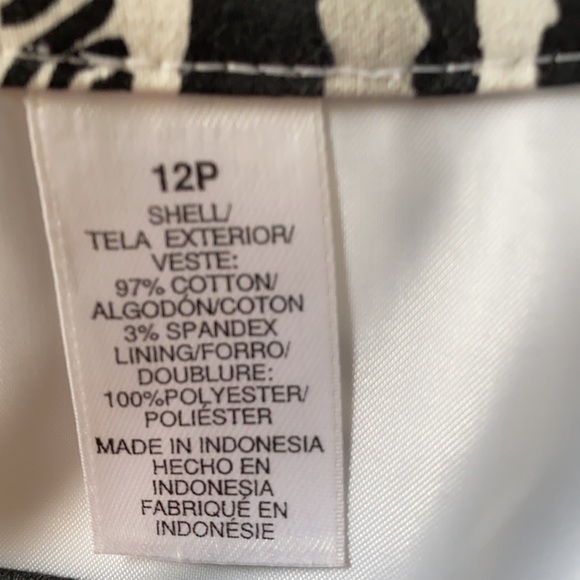 12P
SHELL/
TELA EXTERIOR/
VESTE:
97% COTTON/
ALGODÓN/COTON
3% SPANDEX
LINING/FORRO/
DOUBLURE:
100%POLYESTER/
POLIÉSTER
MADE IN INDONESIA
HECHO EN
INDONESIA
FABRIQUÉ EN
INDONÉSIE